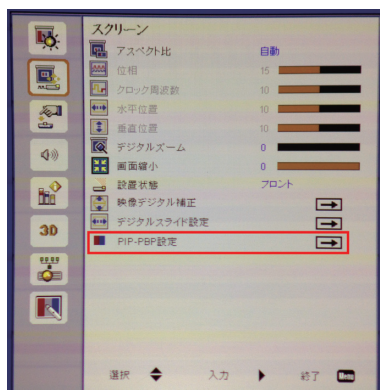 スクリーン
アスペクト比 自動
位相 15
クロック周波数 10
水平位置 10
垂直位置 10
デジタルズーム 0
画面縮小 0
設置状態 フロント
映像デジタル補正
デジタルスライド設定
PIP-PBP設定
3D
選択 入力 終了 Menu